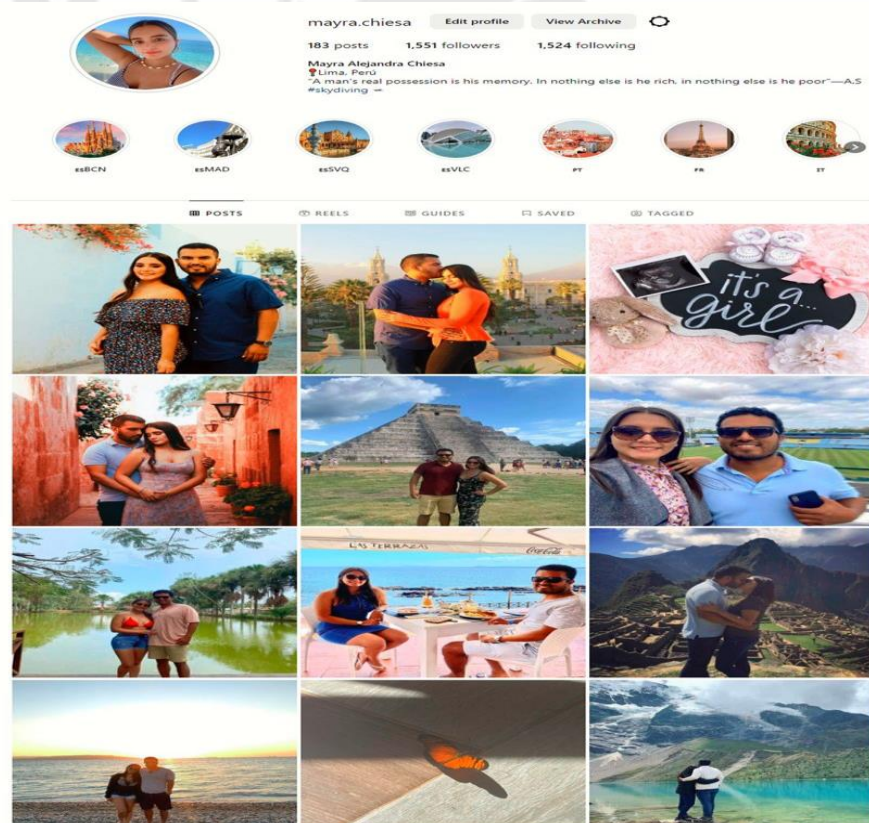 mayra.chiesa Edit profile View Archive
183 posts 1,551 followers 1,524 following
Mayra Alejandra Chiesa
Lima, Perú
"A man's real possession is his memory. In nothing else is he rich, in nothing else is he poor"—A.S
#skydiving
ESBCN ESMAD ESSVQ ESVLC PT FR IT
POSTS REELS GUIDES SAVED TAGGED
it's a...
girl
LAS TERRAZAS Coca-Cola